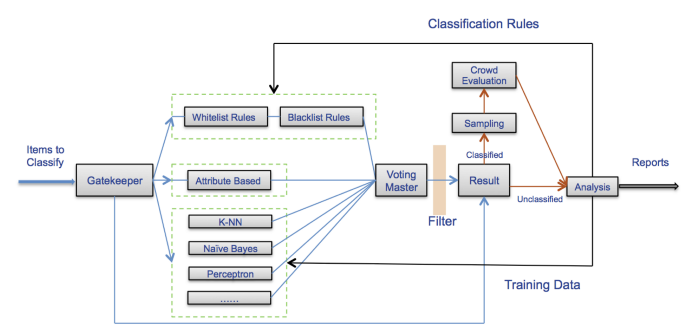 Classification Rules
Crowd
Evaluation
Whitelist Rules
Blacklist Rules
Sampling
Items to
Classify
Classified
Reports
Gatekeeper
Attribute Based
Voting
Master
Result
Analysis
Unclassified
K-NN
Filter
Naïve Bayes
Perceptron
Training Data
......